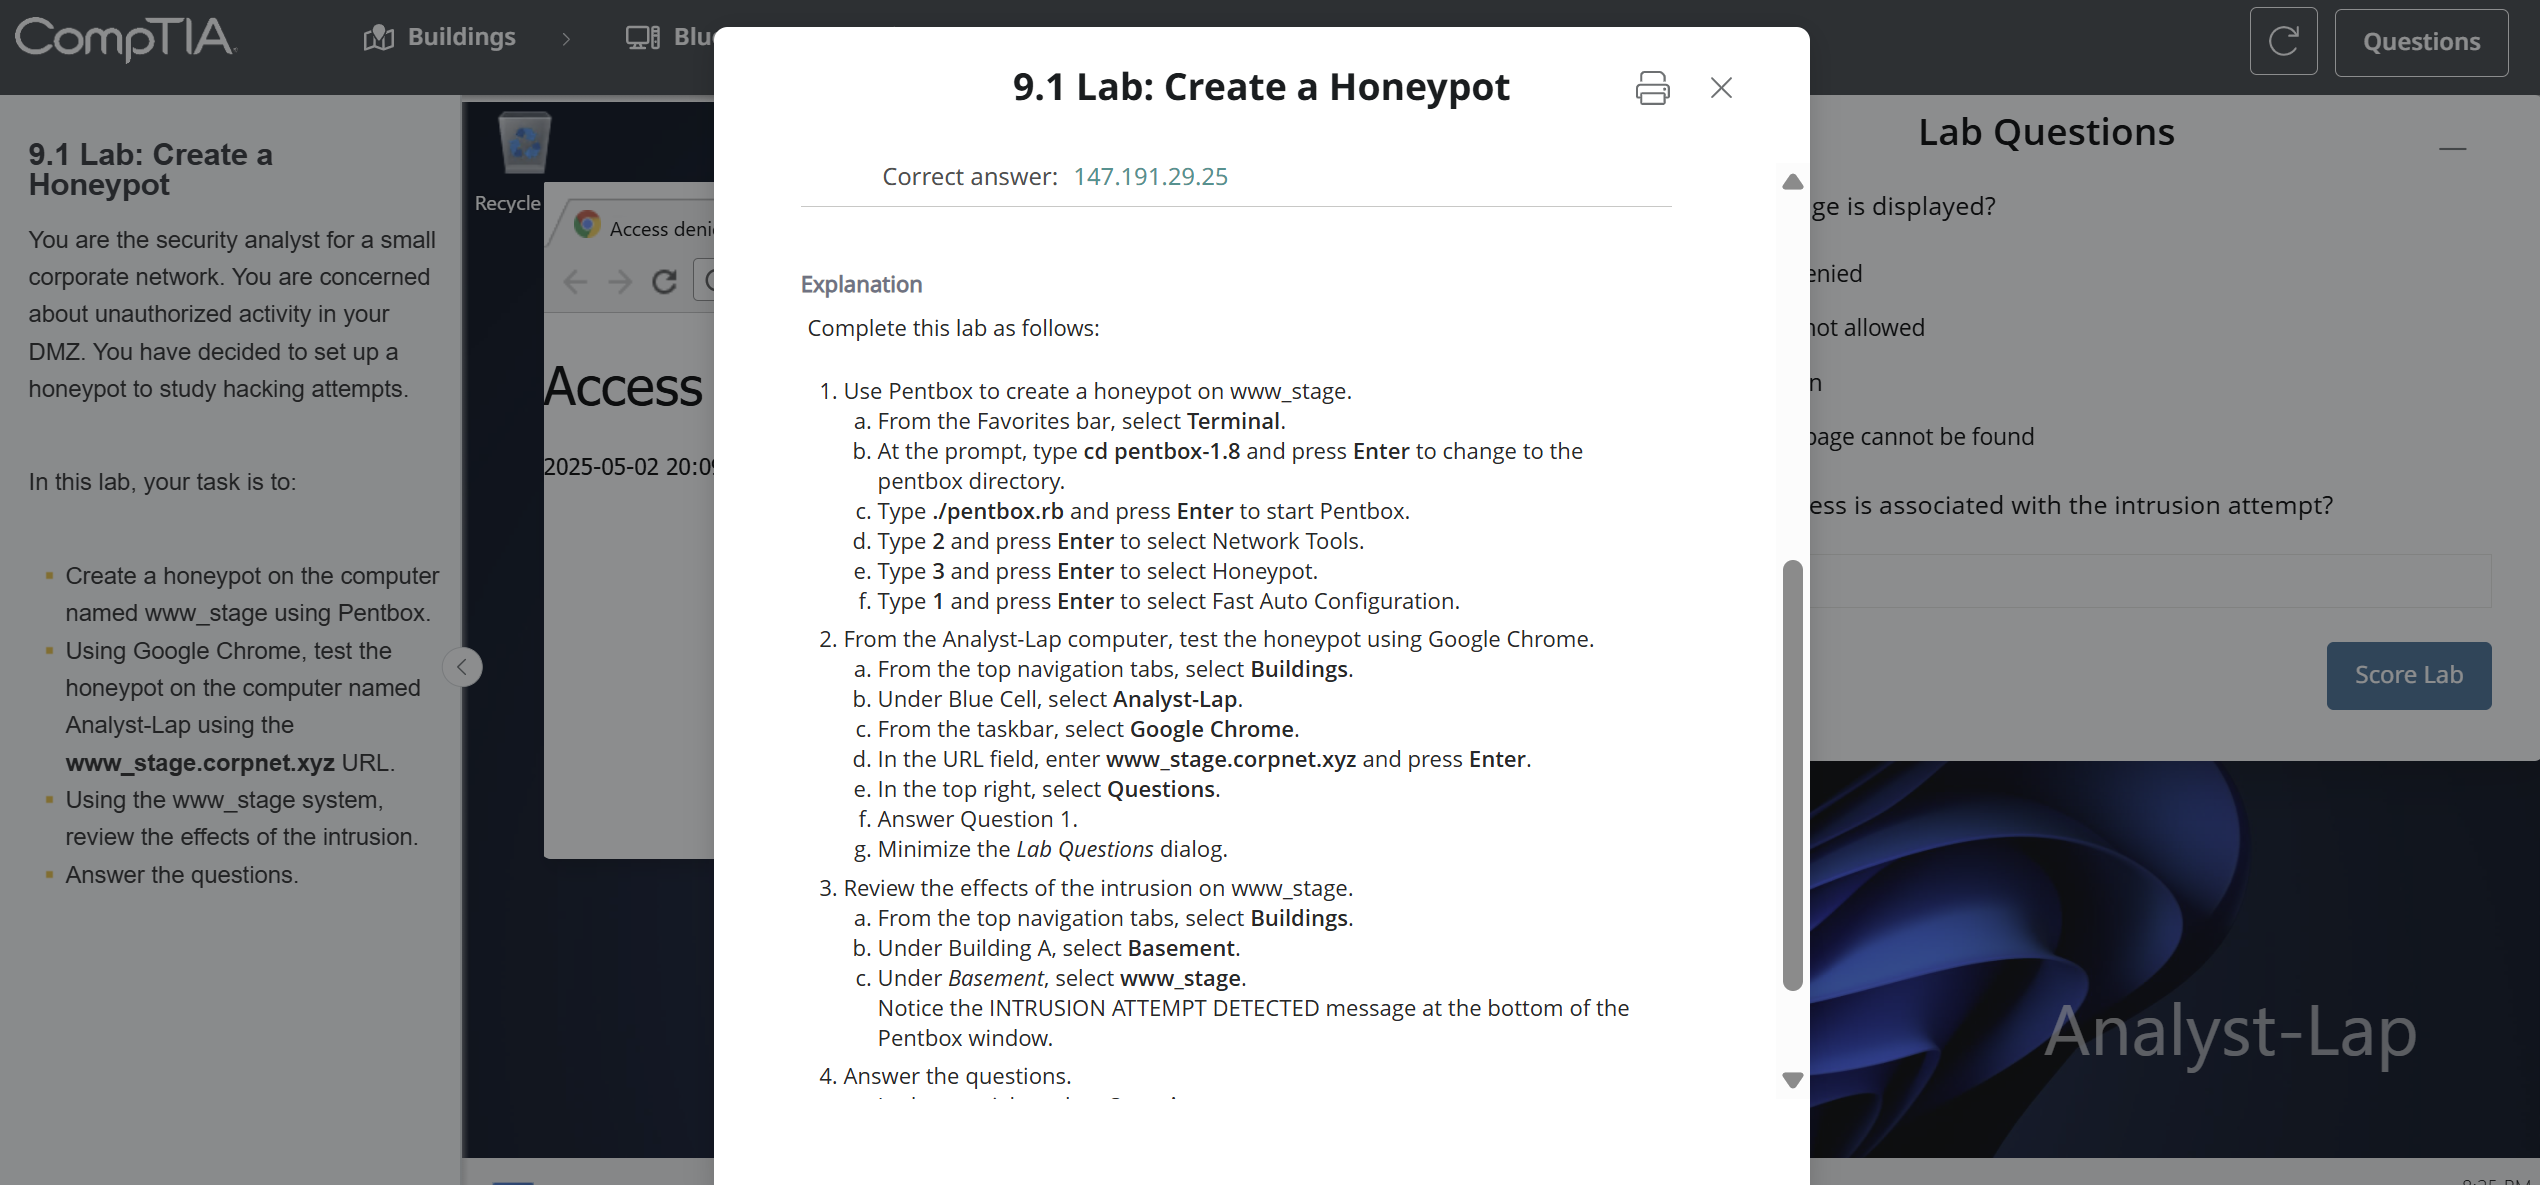 CompTIA.
Buildings
Questions
9.1 Lab: Create a
Honeypot
You are the security analyst for a small
corporate network. You are concerned
about unauthorized activity in your
DMZ. You have decided to set up a
honeypot to study hacking attempts.
In this lab, your task is to:
Create a honeypot on the computer
named www_stage using Pentbox.
Using Google Chrome, test the
honeypot on the computer named
Analyst-Lap using the
www_stage.corpnet.xyz URL.
Using the www_stage system,
review the effects of the intrusion.
Answer the questions.
Recycle
Access deni
Access
2025-05-02 20:09
9.1 Lab: Create a Honeypot
Correct answer: 147.191.29.25
Explanation
Complete this lab as follows:
1. Use Pentbox to create a honeypot on www_stage.
a. From the Favorites bar, select Terminal.
b. At the prompt, type cd pentbox-1.8 and press Enter to change to the
pentbox directory.
c. Type ./pentbox.rb and press Enter to start Pentbox.
d. Type 2 and press Enter to select Network Tools.
e. Type 3 and press Enter to select Honeypot.
f. Type 1 and press Enter to select Fast Auto Configuration.
2. From the Analyst-Lap computer, test the honeypot using Google Chrome.
a. From the top navigation tabs, select Buildings.
b. Under Blue Cell, select Analyst-Lap.
c. From the taskbar, select Google Chrome.
d. In the URL field, enter www_stage.corpnet.xyz and press Enter.
e. In the top right, select Questions.
f. Answer Question 1.
g. Minimize the Lab Questions dialog.
3. Review the effects of the intrusion on www_stage.
a. From the top navigation tabs, select Buildings.
b. Under Building A, select Basement.
c. Under Basement, select www_stage.
Notice the INTRUSION ATTEMPT DETECTED message at the bottom of the
Pentbox window.
4. Answer the questions.
Lab Questions
ge is displayed?
enied
not allowed
n
page cannot be found
ess is associated with the intrusion attempt?
Score Lab
Analyst-Lap